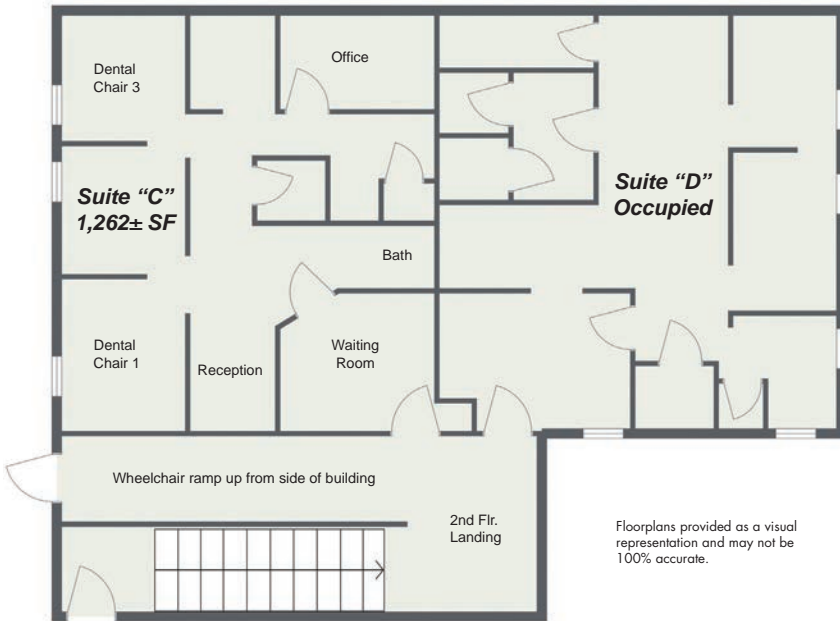 Dental
Chair 3
Office
Suite “C”
1,262± SF
Suite “D”
Occupied
Bath
Dental
Chair 1
Reception
Waiting
Room
Wheelchair ramp up from side of building
2nd Flr.
Landing
Floorplans provided as a visual
representation and may not be
100% accurate.